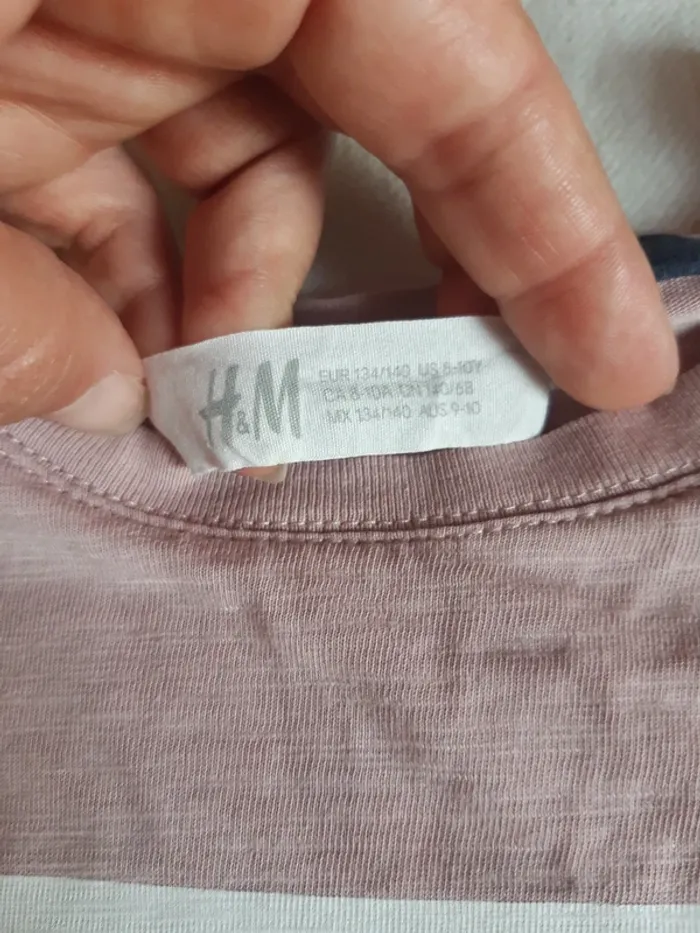 H&M
EUR 134/140 US 8-10Y
CA 8-10A CN 140/68
MX 134/140 AUS 9-10